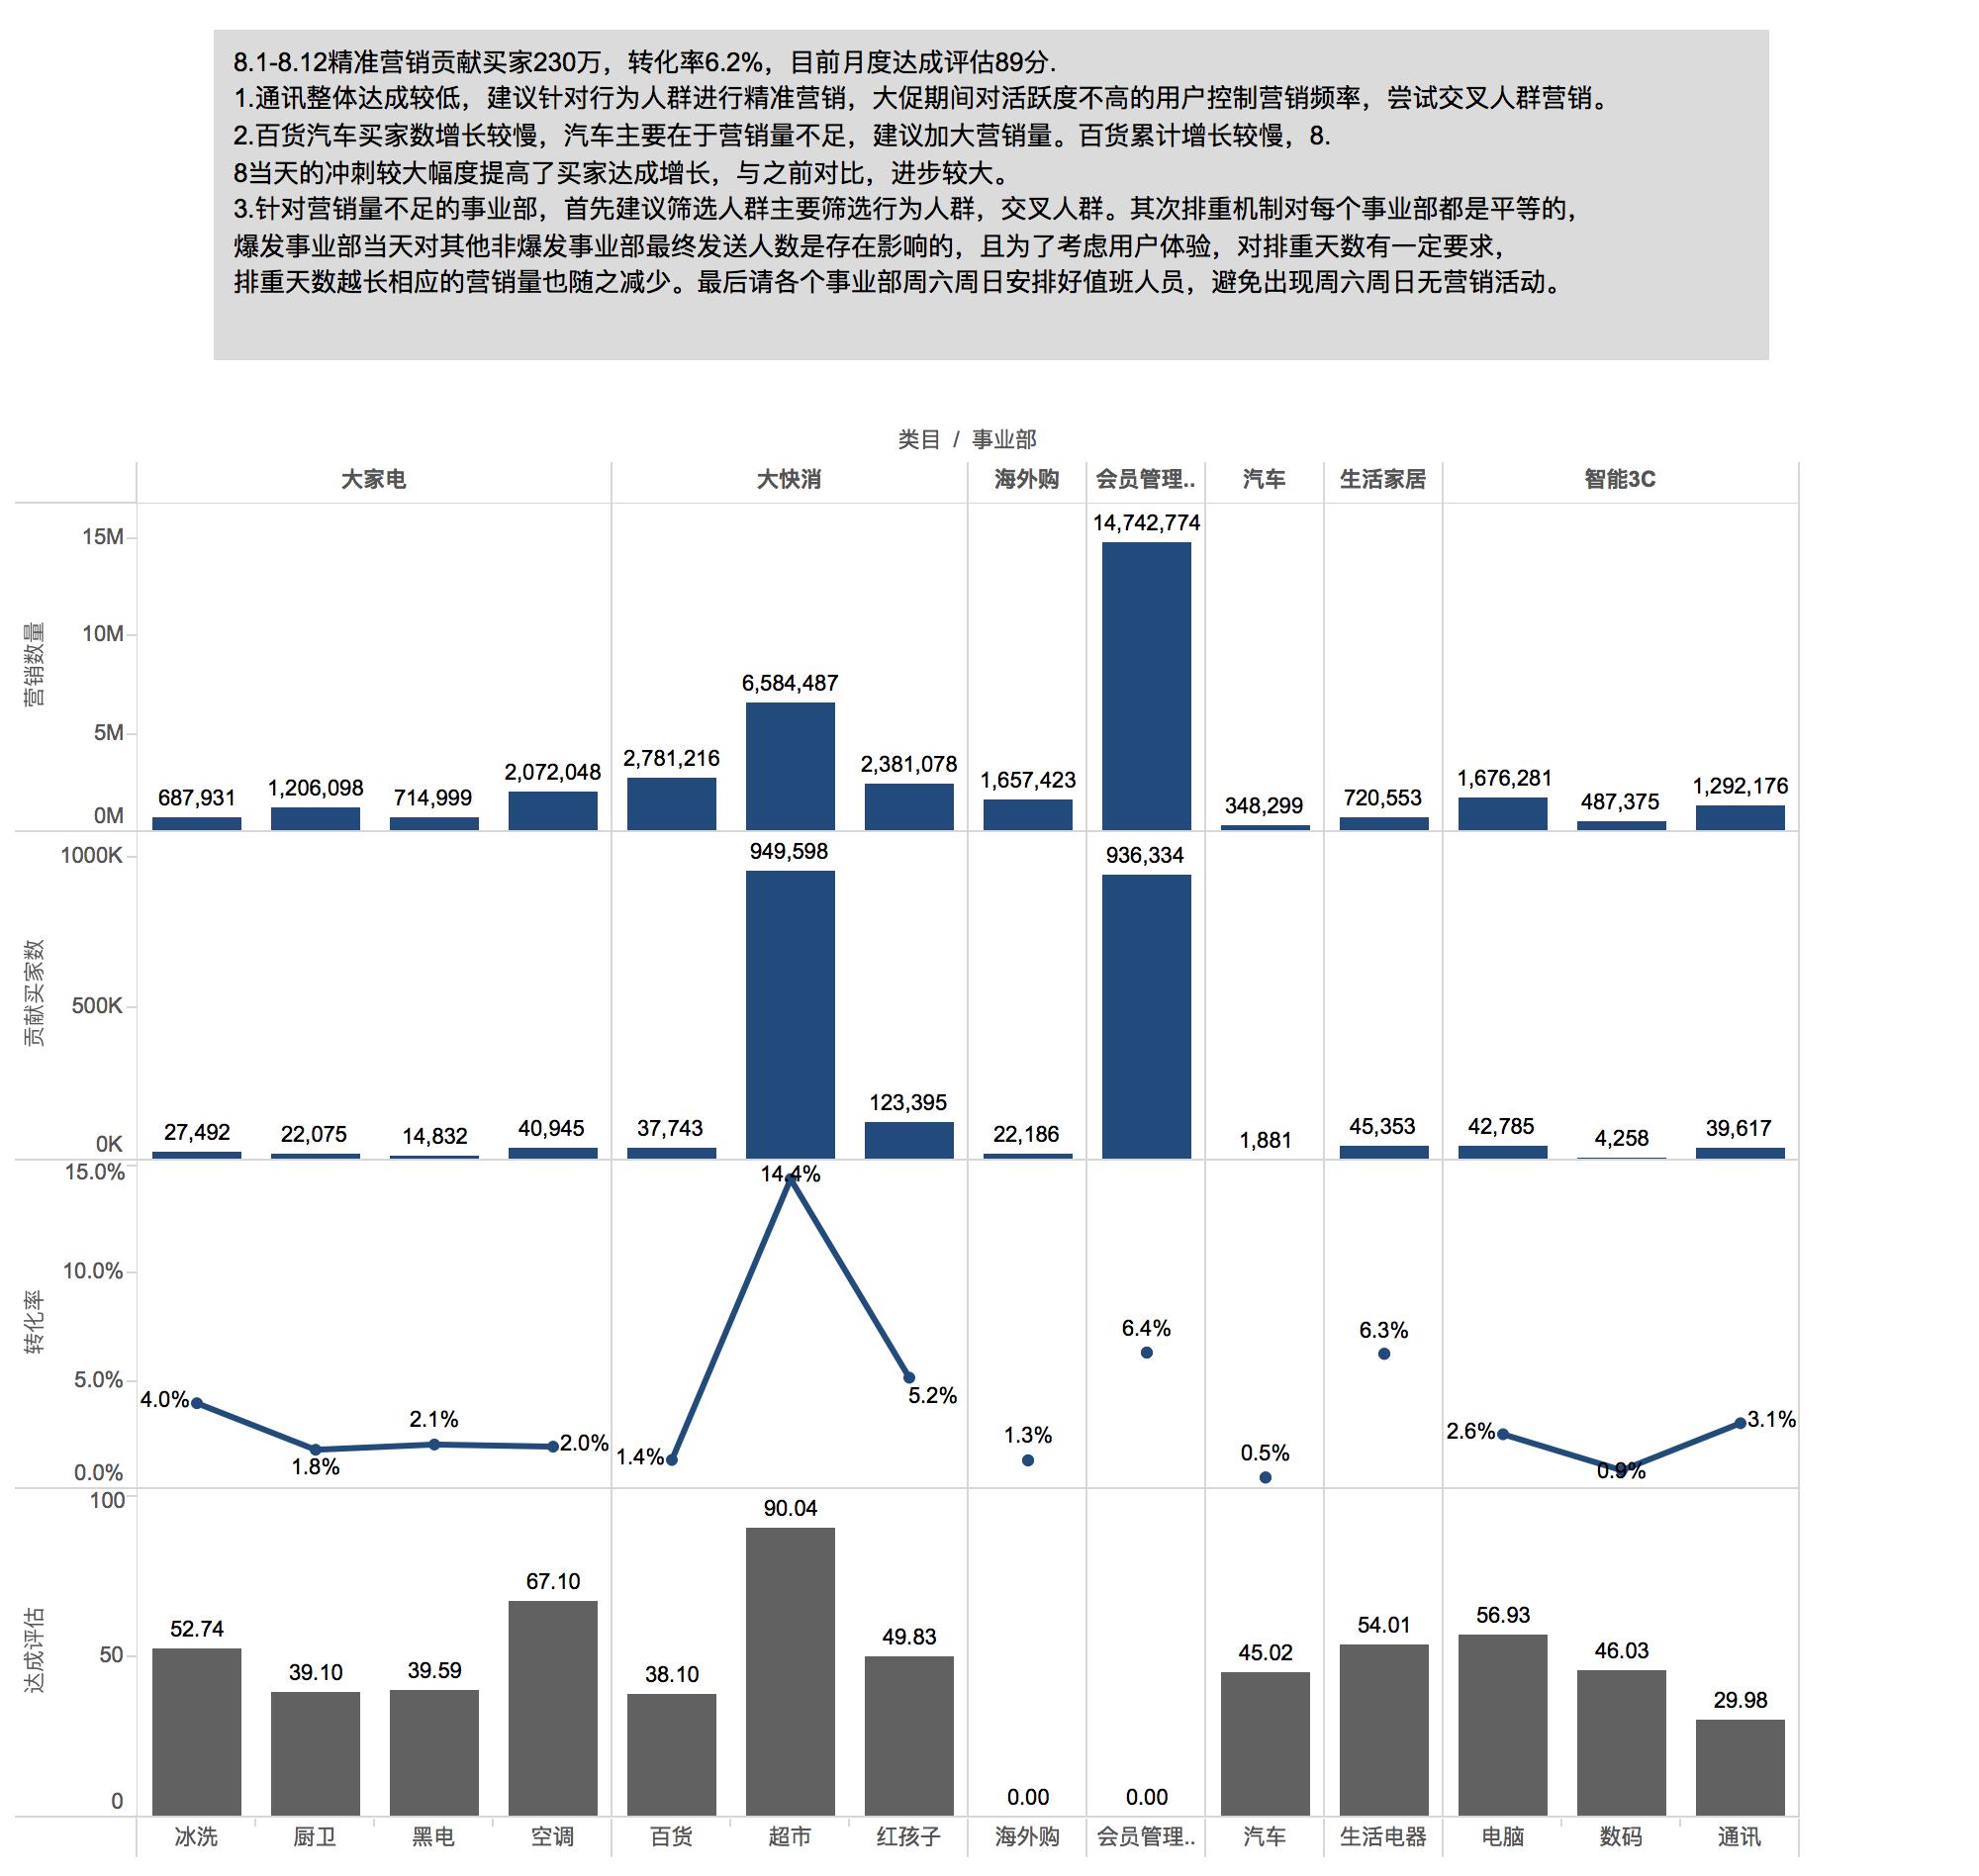 8.1-8.12精准营销贡献买家230万，转化率6.2%，目前月度达成评估89分.
1.通讯整体达成较低，建议针对行为人群进行精准营销，大促期间对活跃度不高的用户控制营销频率，尝试交叉人群营销。
2.百货汽车买家数增长较慢，汽车主要在于营销量不足，建议加大营销量。百货累计增长较慢，8.
8当天的冲刺较大幅度提高了买家达成增长，与之前对比，进步较大。
3.针对营销量不足的事业部，首先建议筛选人群主要筛选行为人群，交叉人群。其次排重机制对每个事业部都是平等的，
爆发事业部当天对其他非爆发事业部最终发送人数是存在影响的，且为了考虑用户体验，对排重天数有一定要求，
排重天数越长相应的营销量也随之减少。最后请各个事业部周六周日安排好值班人员，避免出现周六周日无营销活动。
类目 / 事业部
大家电 大快消 海外购 会员管理.. 汽车 生活家居 智能3C
营销数量
15M
10M
5M
0M
687,931 1,206,098 714,999 2,072,048 2,781,216 6,584,487 2,381,078 1,657,423 14,742,774 348,299 720,553 1,676,281 487,375 1,292,176
贡献买家数
1000K
500K
0K
27,492 22,075 14,832 40,945 37,743 949,598 123,395 22,186 936,334 1,881 45,353 42,785 4,258 39,617
转化率
15.0%
10.0%
5.0%
0.0%
4.0% 1.8% 2.1% 2.0% 1.4% 14.4% 5.2% 1.3% 6.4% 0.5% 6.3% 2.6% 0.9% 3.1%
达成评估
100
50
0
52.74 39.10 39.59 67.10 38.10 90.04 49.83 0.00 0.00 45.02 54.01 56.93 46.03 29.98
冰洗 厨卫 黑电 空调 百货 超市 红孩子 海外购 会员管理.. 汽车 生活电器 电脑 数码 通讯